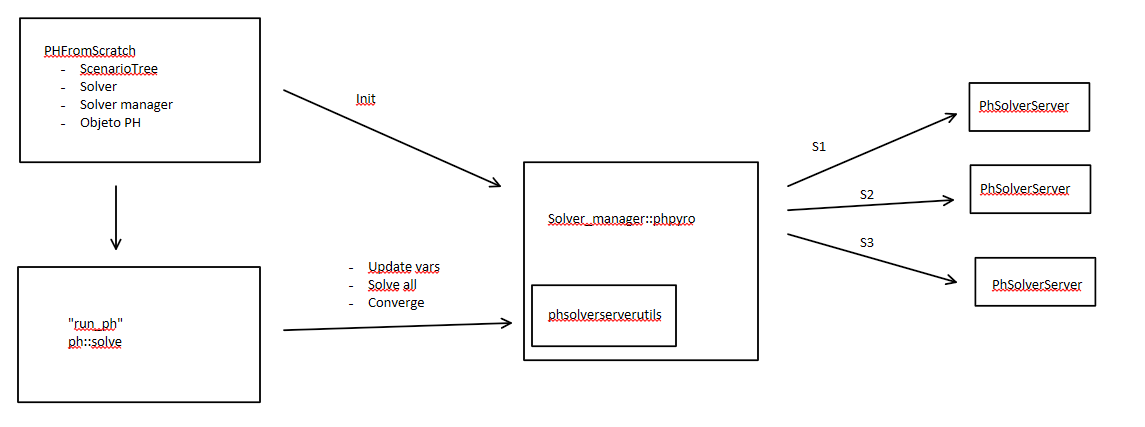 PHFromScratch
- ScenarioTree
- Solver
- Solver manager
- Objeto PH
Init
"run_ph"
ph::solve
- Update vars
- Solve all
- Converge
Solver_manager::phpyro
phsolverserverutils
S1
S2
S3
PhSolverServer
PhSolverServer
PhSolverServer